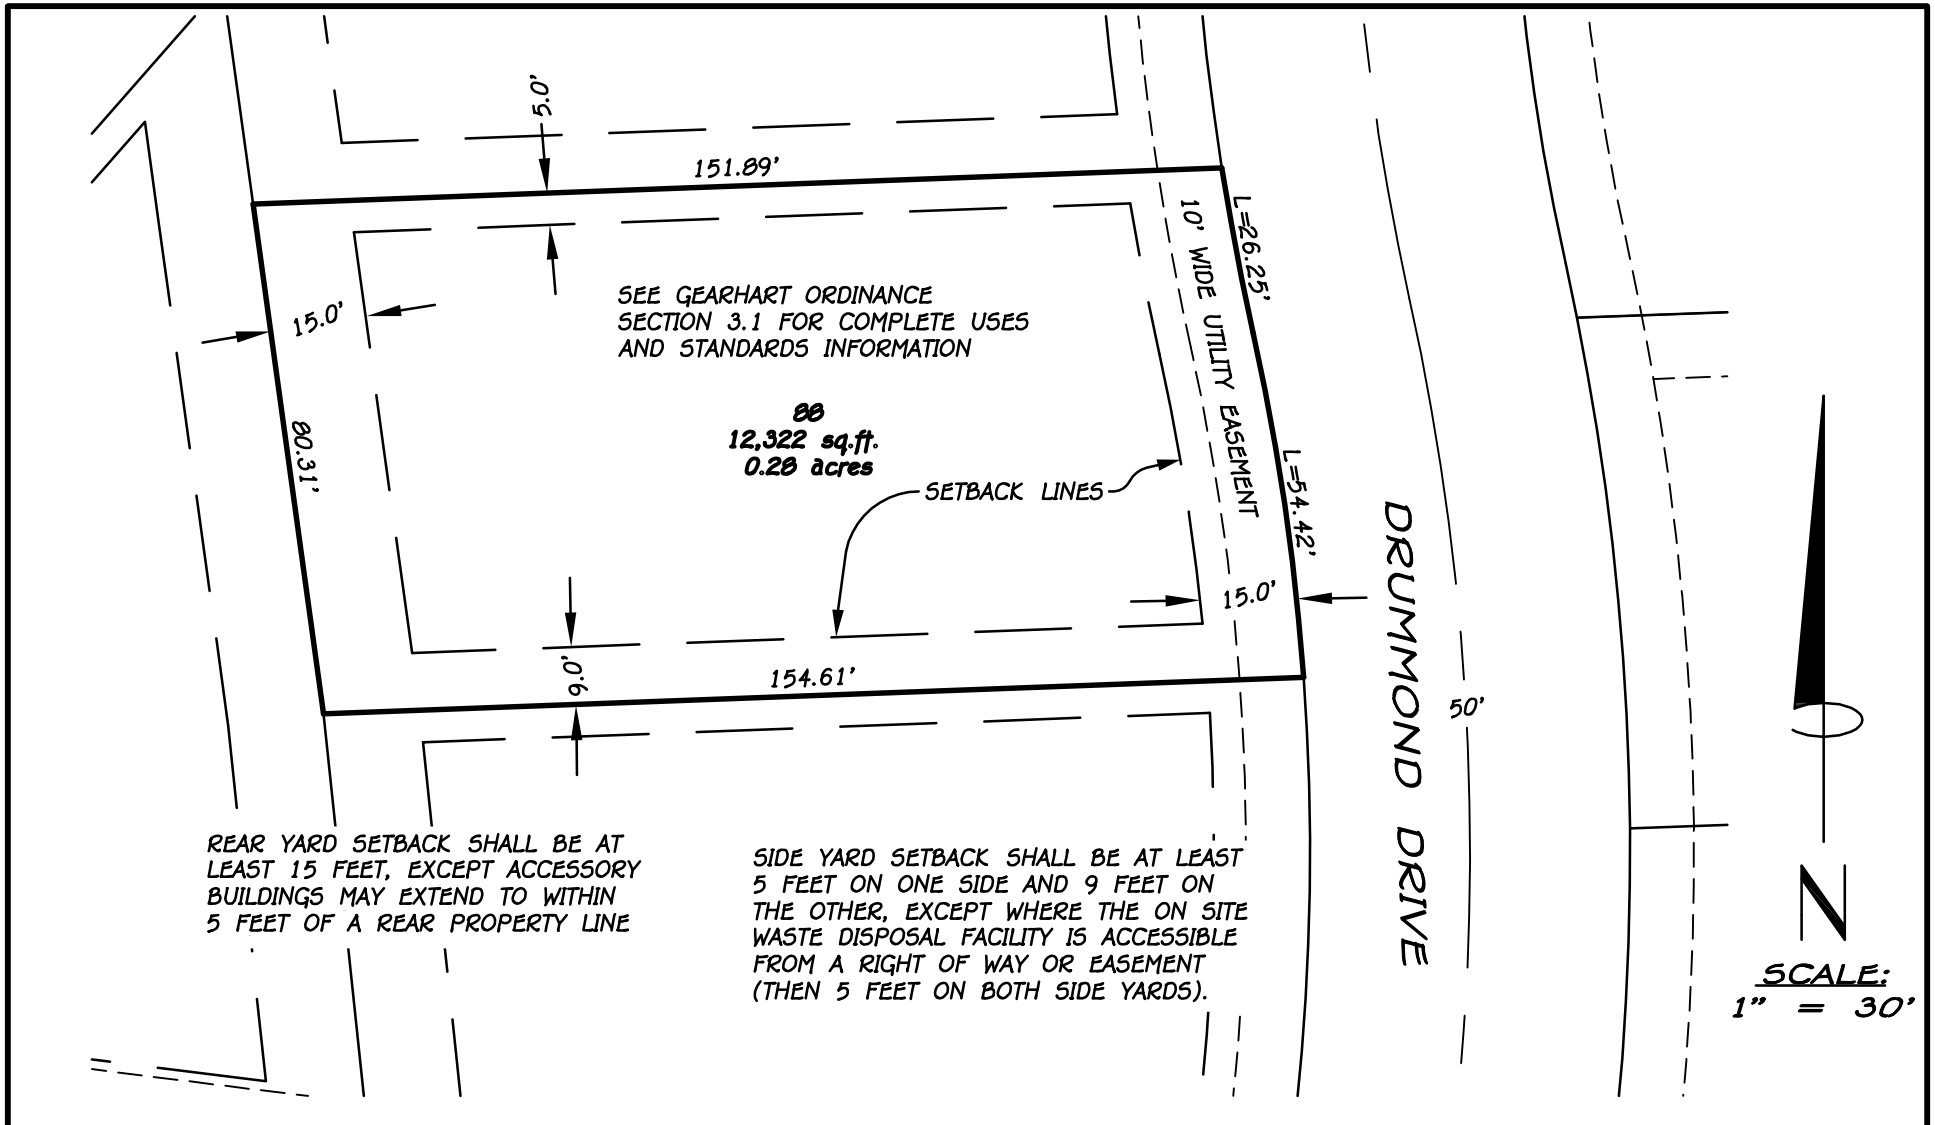 5.0'
151.89'
L=26.25'
10' WIDE UTILITY EASEMENT
15.0'
SEE GEARHART ORDINANCE
SECTION 3.1 FOR COMPLETE USES
AND STANDARDS INFORMATION
88
12,322 sq.ft.
0.28 acres
80.31'
SETBACK LINES
L=54.42'
15.0'
DRUMMOND DRIVE
9.0'
154.61'
50'
REAR YARD SETBACK SHALL BE AT
LEAST 15 FEET, EXCEPT ACCESSORY
BUILDINGS MAY EXTEND TO WITHIN
5 FEET OF A REAR PROPERTY LINE
SIDE YARD SETBACK SHALL BE AT LEAST
5 FEET ON ONE SIDE AND 9 FEET ON
THE OTHER, EXCEPT WHERE THE ON SITE
WASTE DISPOSAL FACILITY IS ACCESSIBLE
FROM A RIGHT OF WAY OR EASEMENT
(THEN 5 FEET ON BOTH SIDE YARDS).
N
SCALE:
1" = 30'